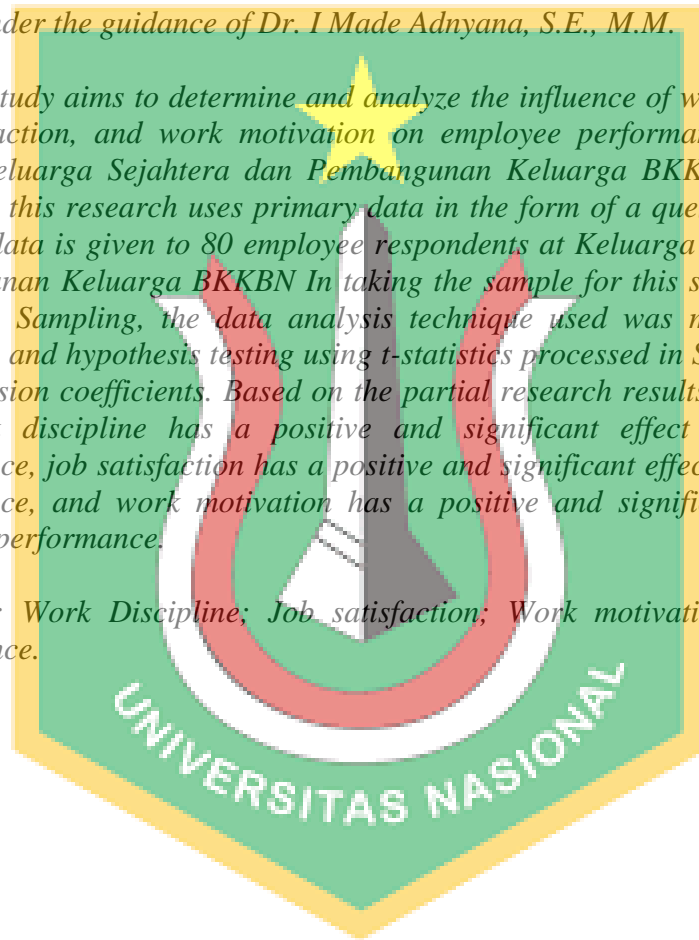 der the guidance of Dr. I Made Adnyana, S.E., M.M.
tudy aims to determine and analyze the influence of w
action, and work motivation on employee performa
eluarga Sejahtera dan Pembangunan Keluarga BKK
this research uses primary data in the form of a que
data is given to 80 employee respondents at Keluarga
nan Keluarga BKKBN In taking the sample for this s
Sampling, the data analysis technique used was m
and hypothesis testing using t-statistics processed in S
sion coefficients. Based on the partial research results
discipline has a positive and significant effect
ce, job satisfaction has a positive and significant effec
ce, and work motivation has a positive and signifi
performance.
Work Discipline; Job satisfaction; Work motivati
nce.
UNIVERSITAS NASIONAL